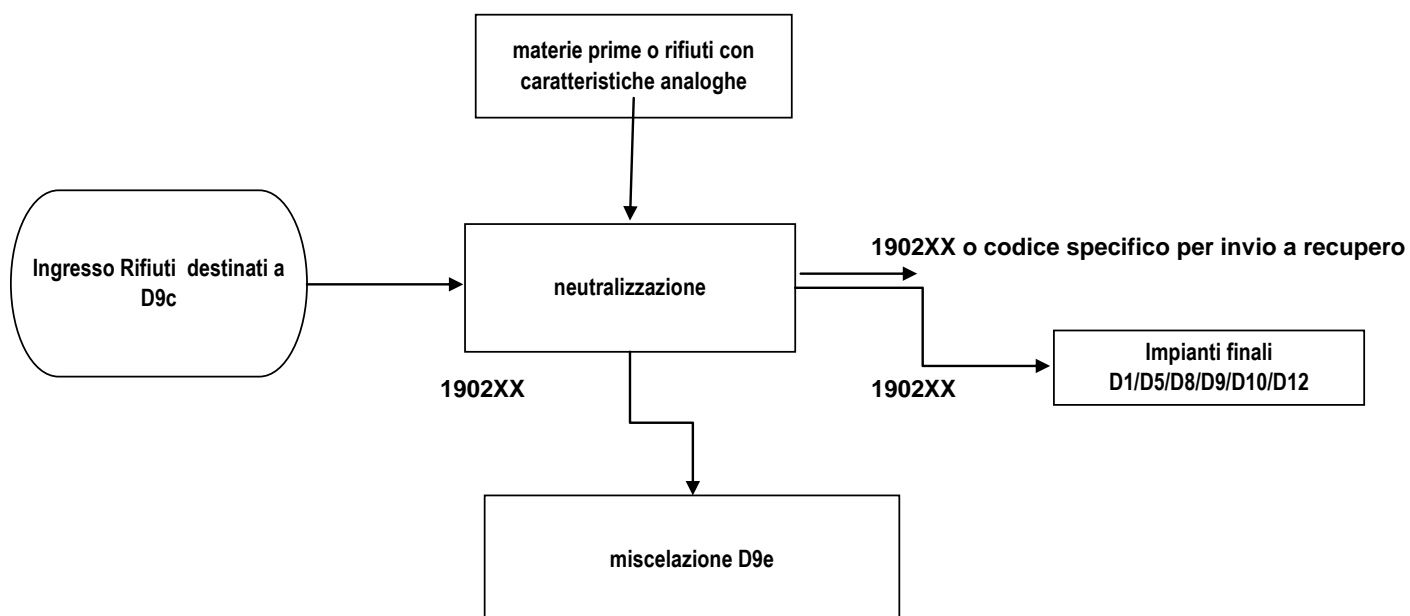 materie prime o rifiuti con
caratteristiche analoghe
1902XX o codice specifico per invio a recupero
Ingresso Rifiuti destinati a
D9c
neutralizzazione
Impianti finali
D1/D5/D8/D9/D10/D12
1902XX
1902XX
miscelazione D9e